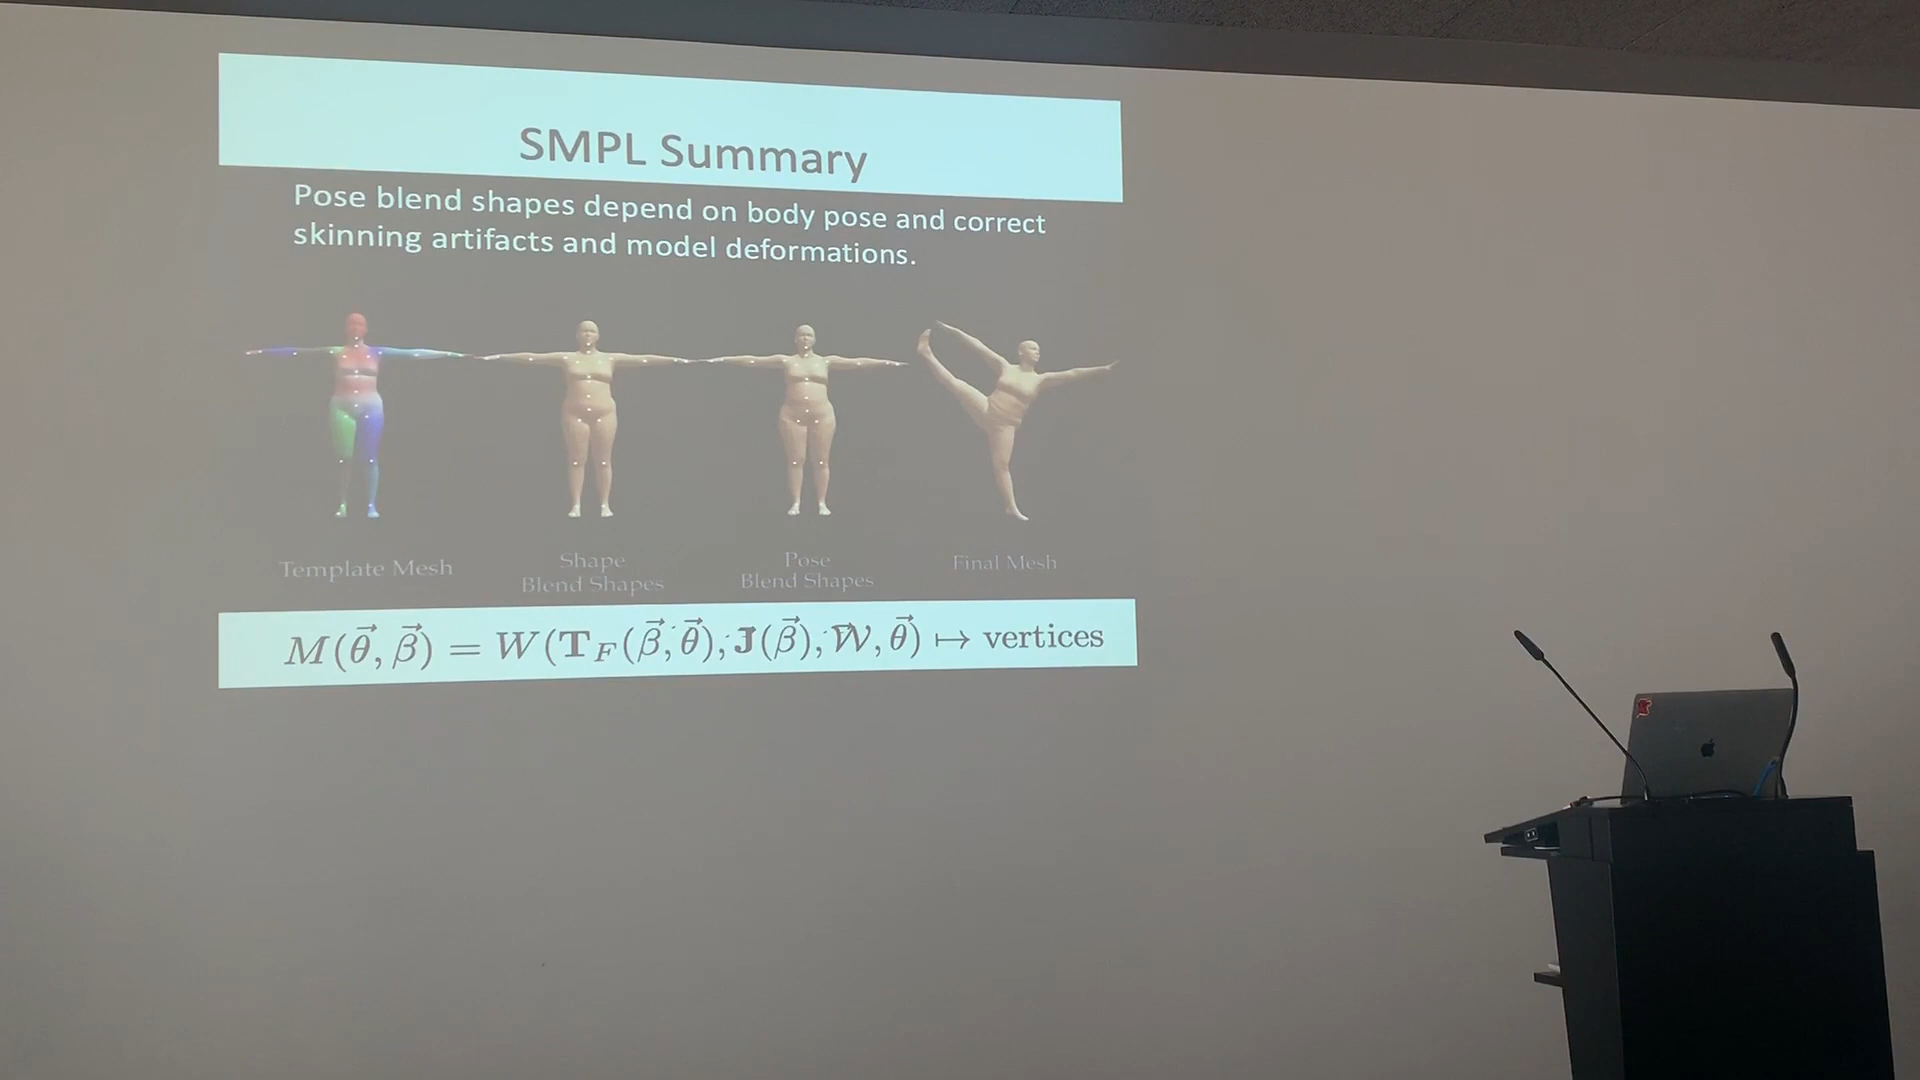 SMPL Summary
Pose blend shapes depend on body pose and correct
skinning artifacts and model deformations.
Template Mesh
Shape
Blend Shapes
Pose
Blend Shapes
Final Mesh
M(θ⃗, β⃗) = W(T_F(β⃗, θ⃗), J(β⃗), 𝒲, θ⃗) ↦ vertices